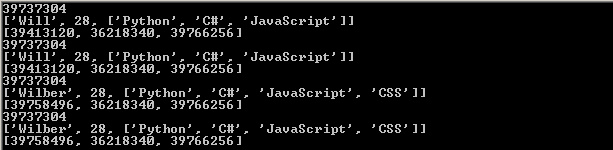 39737304
['Will', 28, ['Python', 'C#', 'JavaScript']]
[39413120, 36218340, 39766256]
39737304
['Will', 28, ['Python', 'C#', 'JavaScript']]
[39413120, 36218340, 39766256]
39737304
['Wilber', 28, ['Python', 'C#', 'JavaScript', 'CSS']]
[39758496, 36218340, 39766256]
39737304
['Wilber', 28, ['Python', 'C#', 'JavaScript', 'CSS']]
[39758496, 36218340, 39766256]